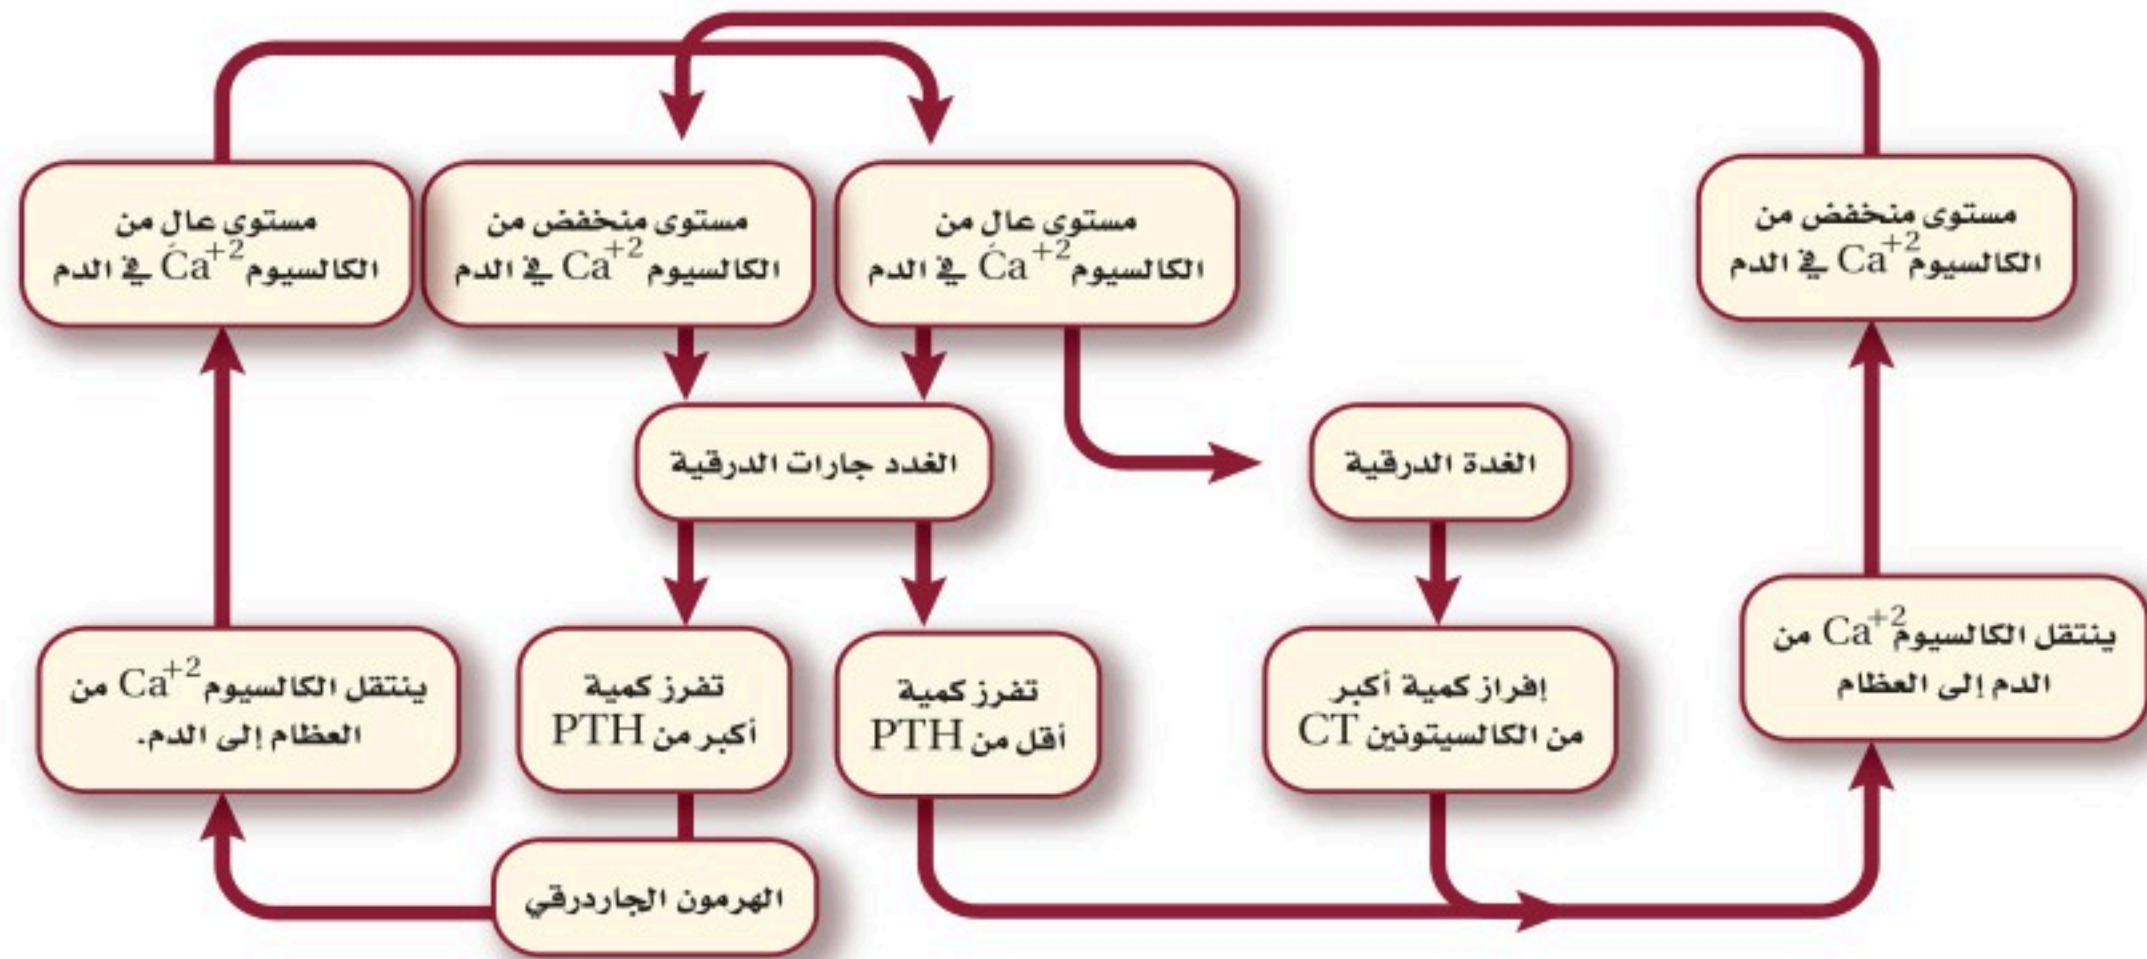 مستوى منخفض من
الكالسيوم Ca+2 في الدم
مستوى عال من
الكالسيوم Ca+2 في الدم
مستوى منخفض من
الكالسيوم Ca+2 في الدم
مستوى عال من
الكالسيوم Ca+2 في الدم
الغدة الدرقية
الغدد جارات الدرقية
ينتقل الكالسيوم Ca+2 من
الدم إلى العظام
إفراز كمية أكبر
من الكالسيتونين CT
تفرز كمية
أقل من PTH
تفرز كمية
أكبر من PTH
ينتقل الكالسيوم Ca+2 من
العظام إلى الدم.
الهرمون الجاردرقي